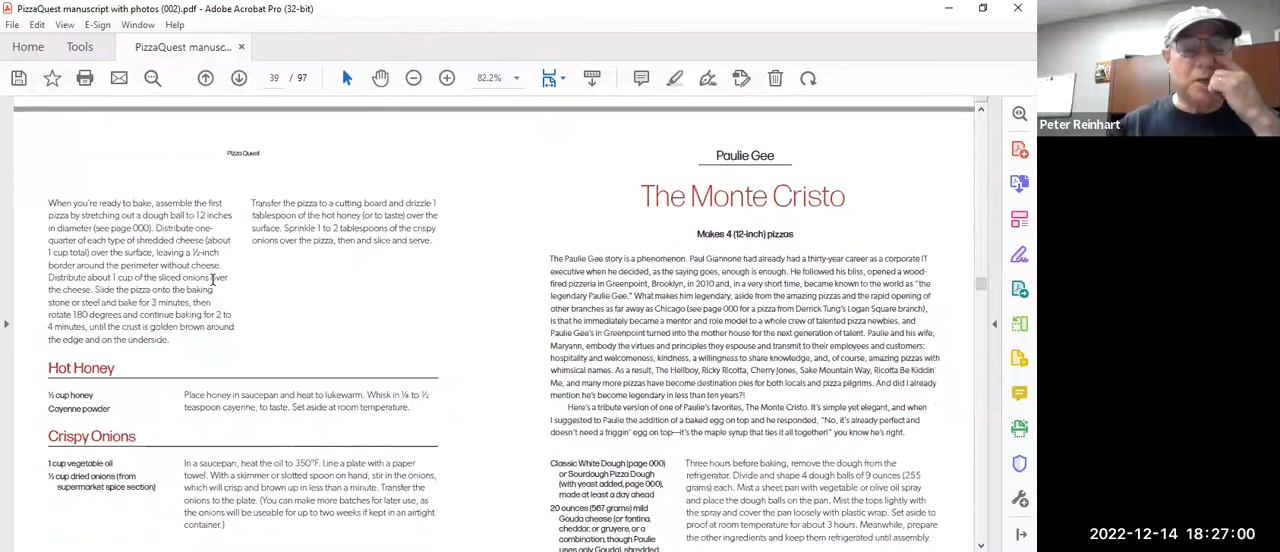 PizzaQuest manuscript with photos (002).pdf - Adobe Acrobat Pro (32-bit)
File Edit View E-Sign Window Help
Home Tools PizzaQuest manusc...
39 / 97 82.2%
Pizza Quest
When you're ready to bake, assemble the first
pizza by stretching out a dough ball to 12 inches
in diameter (see page 000). Distribute one-
quarter of each type of shredded cheese (about
1 cup total) over the surface, leaving a ½-inch
border around the perimeter without cheese.
Distribute about 1 cup of the sliced onions over
the cheese. Slide the pizza onto the baking
stone or steel and bake for 3 minutes, then
rotate 180 degrees and continue baking for 2 to
4 minutes, until the crust is golden brown around
the edge and on the underside.
Transfer the pizza to a cutting board and drizzle 1
tablespoon of the hot honey (or to taste) over the
surface. Sprinkle 1 to 2 tablespoons of the crispy
onions over the pizza, then and slice and serve.
Hot Honey
½ cup honey
Cayenne powder
Place honey in saucepan and heat to lukewarm. Whisk in ¼ to ½
teaspoon cayenne, to taste. Set aside at room temperature.
Crispy Onions
1 cup vegetable oil
½ cup dried onions (from
supermarket spice section)
In a saucepan, heat the oil to 350°F. Line a plate with a paper
towel. With a skimmer or slotted spoon on hand, stir in the onions,
which will crisp and brown up in less than a minute. Transfer the
onions to the plate. (You can make more batches for later use, as
the onions will be useable for up to two weeks if kept in an airtight
container.)
Paulie Gee
The Monte Cristo
Makes 4 (12-inch) pizzas
The Paulie Gee story is a phenomenon. Paul Giannone had already had a thirty-year career as a corporate IT
executive when he decided, as the saying goes, enough is enough. He followed his bliss, opened a wood-
fired pizzeria in Greenpoint, Brooklyn, in 2010 and, in a very short time, became known to the world as "the
legendary Paulie Gee." What makes him legendary, aside from the amazing pizzas and the rapid opening of
other branches as far away as Chicago (see page 000 for a pizza from Derrick Tung's Logan Square branch),
is that he immediately became a mentor and role model to a whole crew of talented pizza newbies, and
Paulie Gee's in Greenpoint turned into the mother house for the next generation of talent. Paulie and his wife,
Maryann, embody the virtues and principles they espouse and transmit to their employees and customers:
hospitality and welcomeness, kindness, a willingness to share knowledge, and, of course, amazing pizzas with
whimsical names. As a result, The Hellboy, Ricky Ricotta, Cherry Jones, Sake Mountain Way, Ricotta Be Kiddin'
Me, and many more pizzas have become destination pies for both locals and pizza pilgrims. And did I already
mention he's become legendary in less than ten years?!
Here's a tribute version of one of Paulie's favorites, The Monte Cristo. It's simple yet elegant, and when
I suggested to Paulie the addition of a baked egg on top and he responded, "No, it's already perfect and
doesn't need a friggin' egg on top—it's the maple syrup that ties it all together!" you know he's right.
Classic White Dough (page 000)
or Sourdough Pizza Dough
(with yeast added, page 000),
made at least a day ahead
20 ounces (567 grams) mild
Gouda cheese (or fontina,
cheddar, or gruyere, or a
combination, though Paulie
uses only Gouda), shredded
Three hours before baking, remove the dough from the
refrigerator. Divide and shape 4 dough balls of 9 ounces (255
grams) each. Mist a sheet pan with vegetable or olive oil spray
and place the dough balls on the pan. Mist the tops lightly with
the spray and cover the pan loosely with plastic wrap. Set aside to
proof at room temperature for about 3 hours. Meanwhile, prepare
the other ingredients and keep them refrigerated until assembly.
Peter Reinhart
2022-12-14 18:27:00